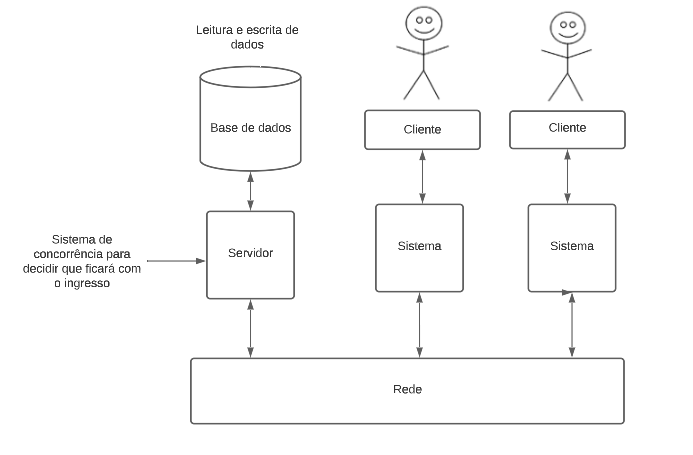 Leitura e escrita de
dados
Base de dados
Cliente
Cliente
Sistema de
concorrência para
decidir que ficará com
o ingresso
Servidor
Sistema
Sistema
Rede